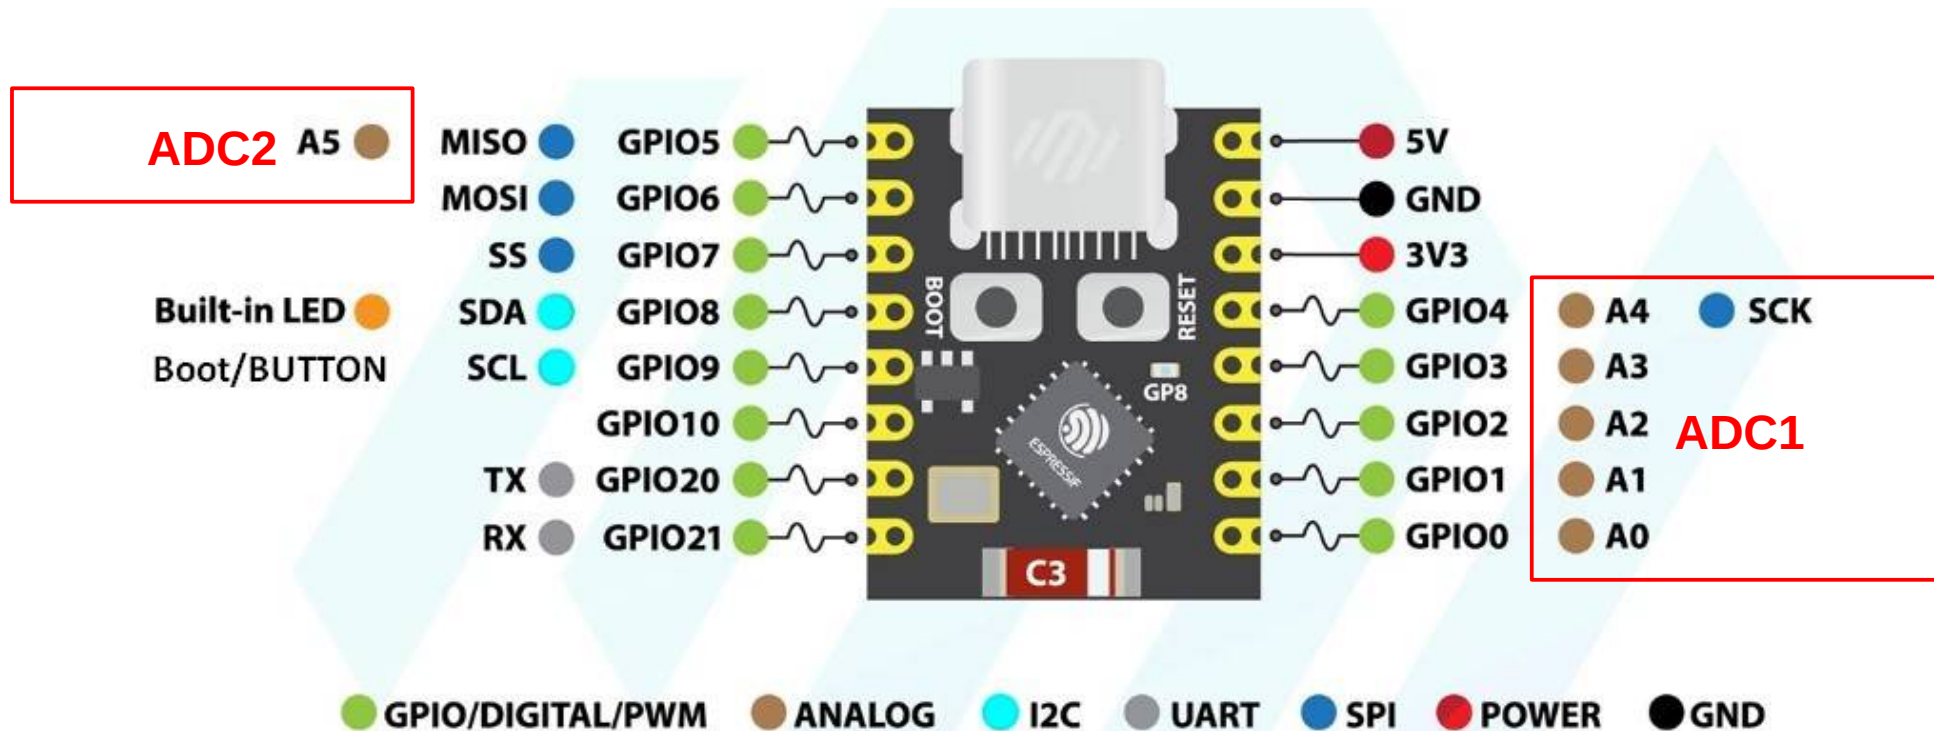 ADC2 A5 MISO GPIO5 5V
MOSI GPIO6 GND
SS GPIO7 3V3
Built-in LED SDA GPIO8 BOOT RESET GPIO4 A4 SCK
Boot/BUTTON SCL GPIO9 GP8 GPIO3 A3
GPIO10 ESPRESSIF GPIO2 A2 ADC1
TX GPIO20 GPIO1 A1
RX GPIO21 GPIO0 A0
C3
GPIO/DIGITAL/PWM ANALOG I2C UART SPI POWER GND